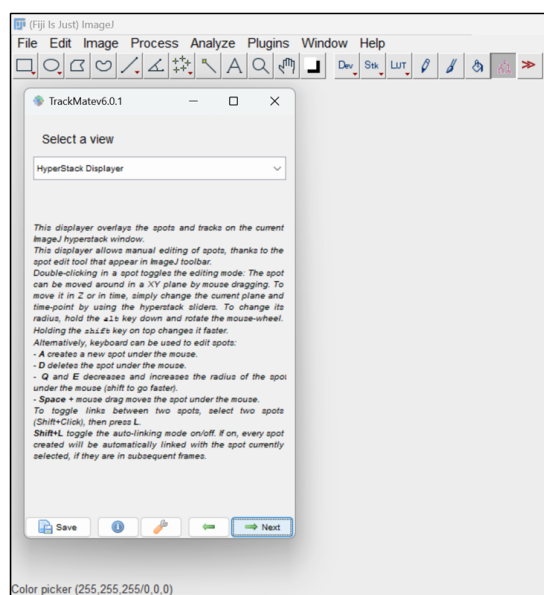 (Fiji Is Just) ImageJ
File Edit Image Process Analyze Plugins Window Help
Dev Stk LUT
TrackMatev6.0.1
Select a view
HyperStack Displayer
This displayer overlays the spots and tracks on the current
ImageJ hyperstack window.
This displayer allows manual editing of spots, thanks to the
spot edit tool that appear in ImageJ toolbar.
Double-clicking in a spot toggles the editing mode: The spot
can be moved around in a XY plane by mouse dragging. To
move it in Z or in time, simply change the current plane and
time-point by using the hyperstack sliders. To change its
radius, hold the alt key down and rotate the mouse-wheel.
Holding the shift key on top changes it faster.
Alternatively, keyboard can be used to edit spots:
- A creates a new spot under the mouse.
- D deletes the spot under the mouse.
- Q and E decreases and increases the radius of the spot
under the mouse (shift to go faster).
- Space + mouse drag moves the spot under the mouse.
To toggle links between two spots, select two spots
(Shift+Click), then press L.
Shift+L toggle the auto-linking mode on/off. If on, every spot
created will be automatically linked with the spot currently
selected, if they are in subsequent frames.
Save Next
Color picker (255,255,255/0,0,0)